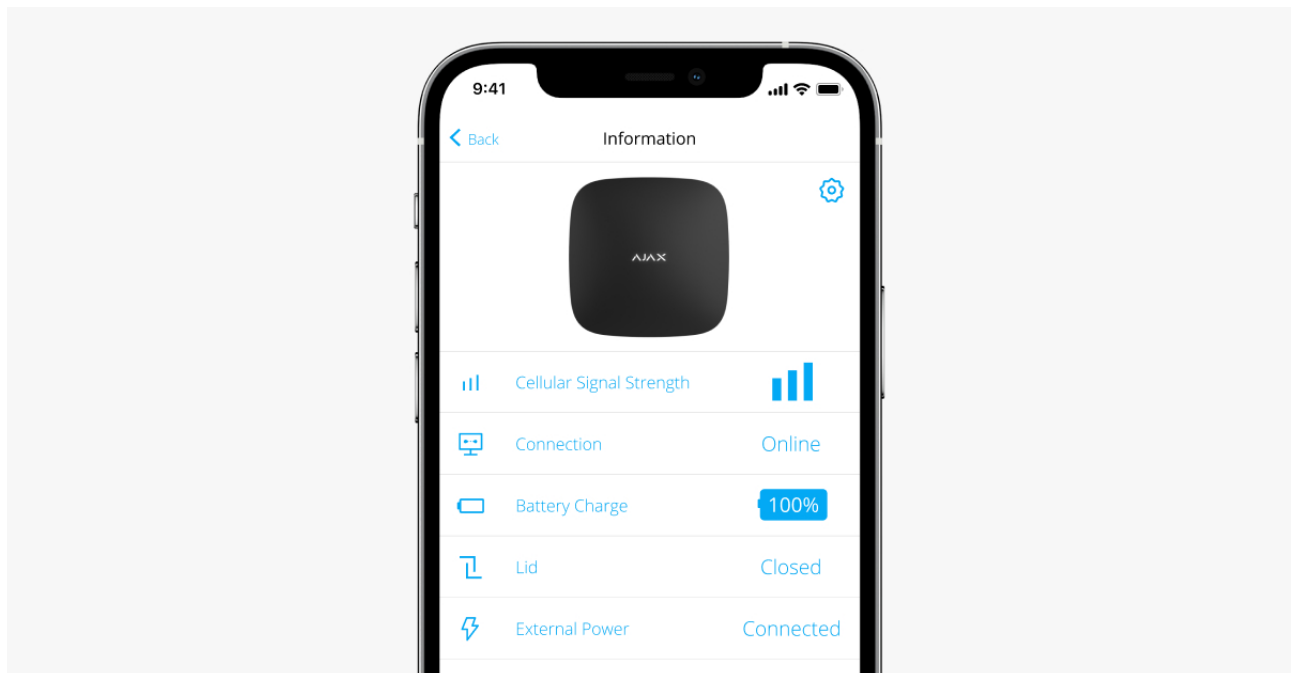 9:41
Back
Information
AJAX
Cellular Signal Strength
Connection Online
Battery Charge 100%
Lid Closed
External Power Connected